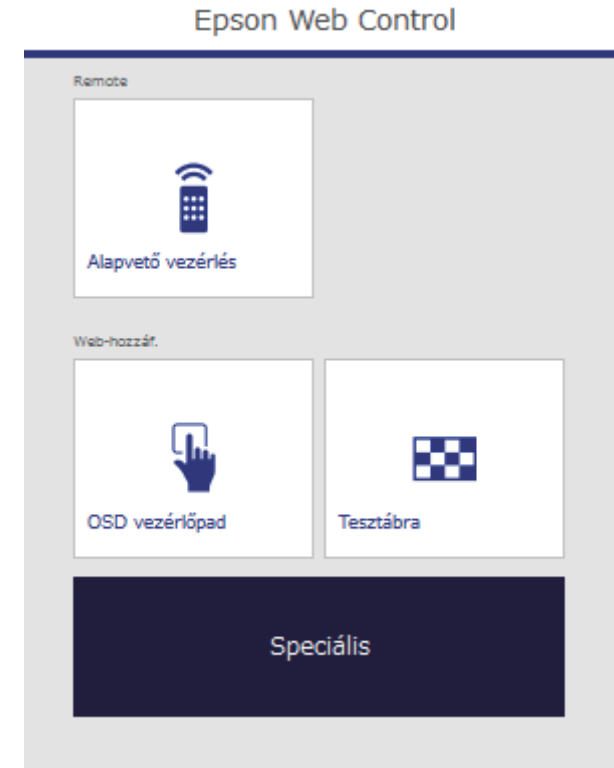 Epson Web Control
Remote
Alapvető vezérlés
Web-hozzáf.
OSD vezérlőpad
Tesztábra
Speciális